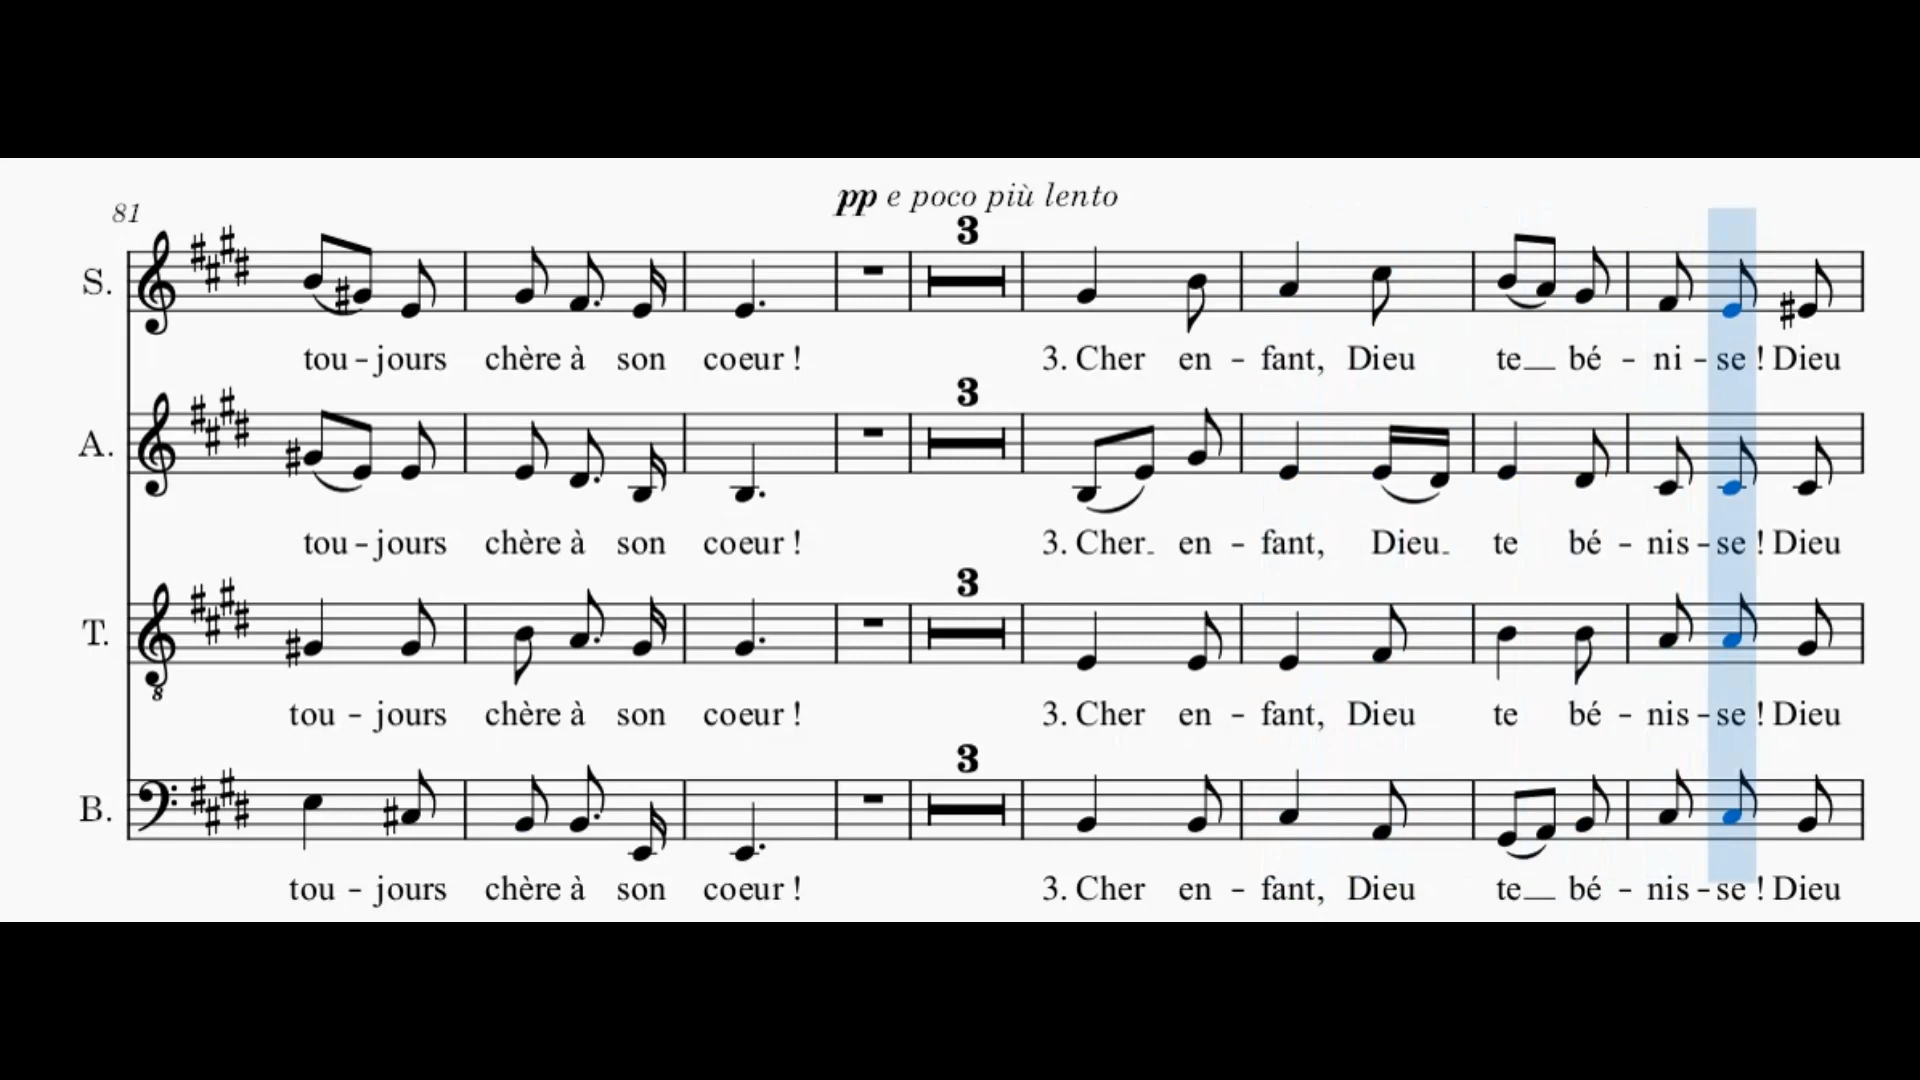 pp e poco più lento
81
3
S.
tou - jours chère à son coeur ! 3. Cher en - fant, Dieu te bé - ni - se ! Dieu
3
A.
tou - jours chère à son coeur ! 3. Cher en - fant, Dieu te bé - nis - se ! Dieu
3
T.
8
tou - jours chère à son coeur ! 3. Cher en - fant, Dieu te bé - nis - se ! Dieu
3
B.
tou - jours chère à son coeur ! 3. Cher en - fant, Dieu te bé - nis - se ! Dieu